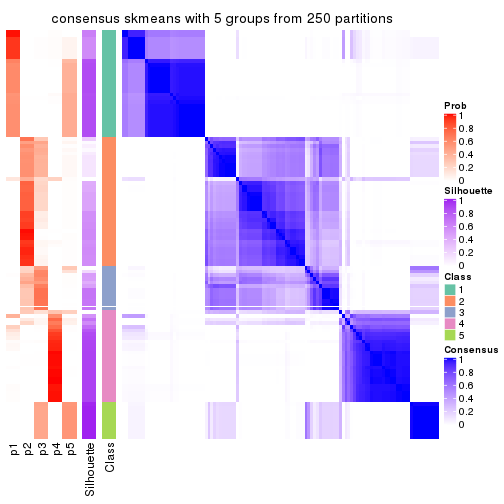 consensus skmeans with 5 groups from 250 partitions
Prob
1
0.8
0.6
0.4
0.2
0
Silhouette
1
0.8
0.6
0.4
0.2
0
Class
1
2
3
4
5
Consensus
1
0.8
0.6
0.4
0.2
0
p1
p2
p3
p4
p5
Silhouette
Class